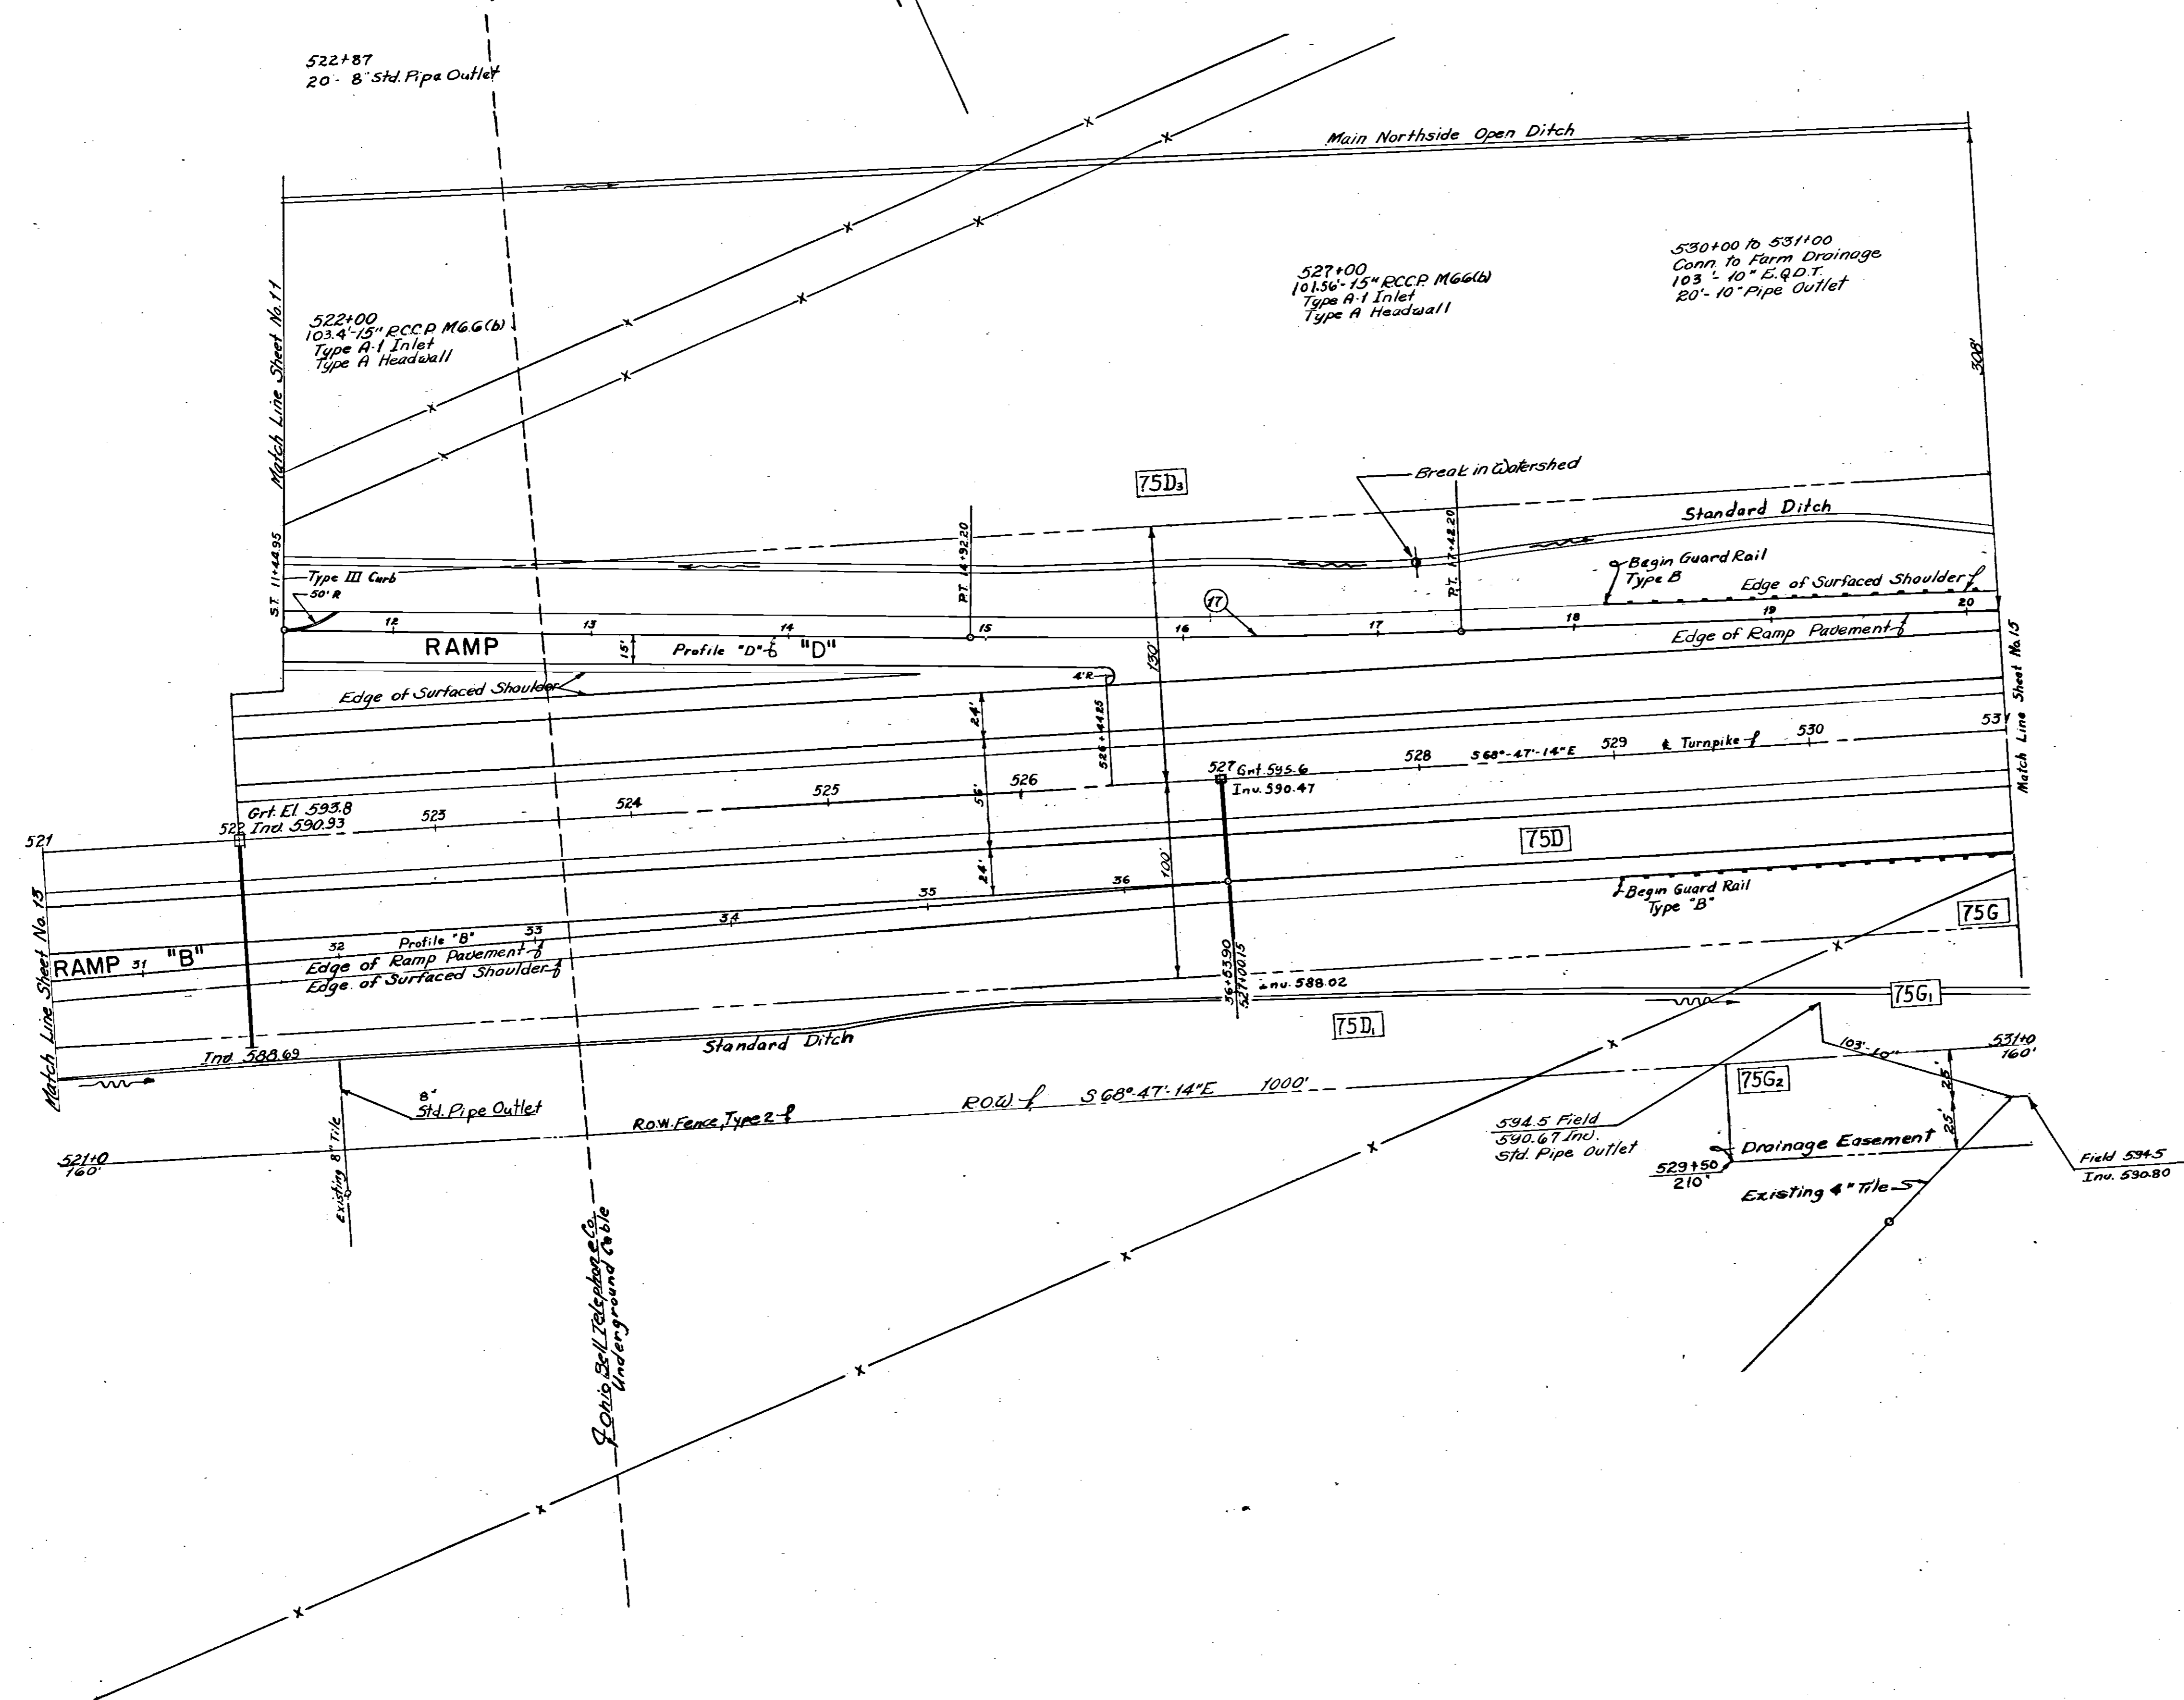 522+87
20'- 8" Std. Pipe Outlet
Main Northside Open Ditch
Match Line Sheet No. 11
522+00
103.4'-15" R.C.C.P. M6.6(b)
Type A-1 Inlet
Type A Headwall
527+00
101.56'-15" R.C.C.P. M6.6(b)
Type A-1 Inlet
Type A Headwall
530+00 to 531+00
Conn. to Farm Drainage
103'- 10" E.Q.D.T.
20'- 10" Pipe Outlet
308'
75D₃
Break in Watershed
Standard Ditch
S.T. 11+44.95
P.T. 14+92.20
P.T. 17+42.20
Type III Curb
50' R
Begin Guard Rail
Type B
Edge of Surfaced Shoulder
12 13 14 15 16 17 18 19 20
17
RAMP "D"
15'
Profile "D"
Edge of Ramp Pavement
Edge of Surfaced Shoulder
4'R
130'
24'
56'
24'
100'
526+44.25
Match Line Sheet No. 15
521 522 523 524 525 526 527 528 529 530 531
S 68°-47'-14"E
℄ Turnpike
Grt. El. 593.8
Inv. 590.93
Grt. 595.6
Inv. 590.47
75D
Begin Guard Rail
Type "B"
75G
Match Line Sheet No. 13
RAMP "B"
31 32 33 34 35 36
Profile "B"
Edge of Ramp Pavement
Edge of Surfaced Shoulder
36+53.90
527+00.15
Inv. 588.02
75G₁
75D₁
Inv. 588.69
Standard Ditch
8"
Std. Pipe Outlet
Existing 8" Tile
R.O.W. Fence, Type 2
R.O.W. S 68°-47'-14"E 1000'
521+0
160'
103'-10"
531+0
160'
75G₂
25'
25'
594.5 Field
590.67 Inv.
Std. Pipe Outlet
Drainage Easement
529+50
210'
Existing 4" Tile
Field 594.5
Inv. 590.80
Ohio Bell Telephone Co.
Underground Cable